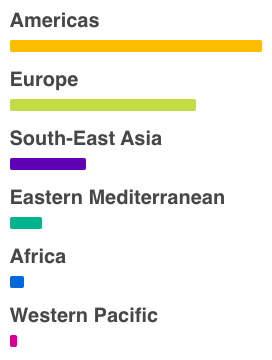 Americas
Europe
South-East Asia
Eastern Mediterranean
Africa
Western Pacific